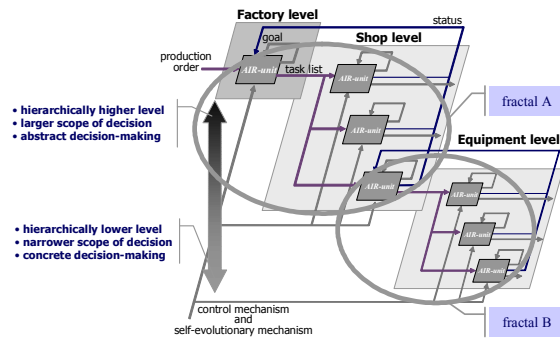 Factory level
status
goal
Shop level
production
order
AIR-unit
task list
AIR-unit
• hierarchically higher level
• larger scope of decision
• abstract decision-making
fractal A
AIR-unit
Equipment level
AIR-unit
AIR-unit
• hierarchically lower level
• narrower scope of decision
• concrete decision-making
AIR-unit
AIR-unit
control mechanism
and
self-evolutionary mechanism
fractal B